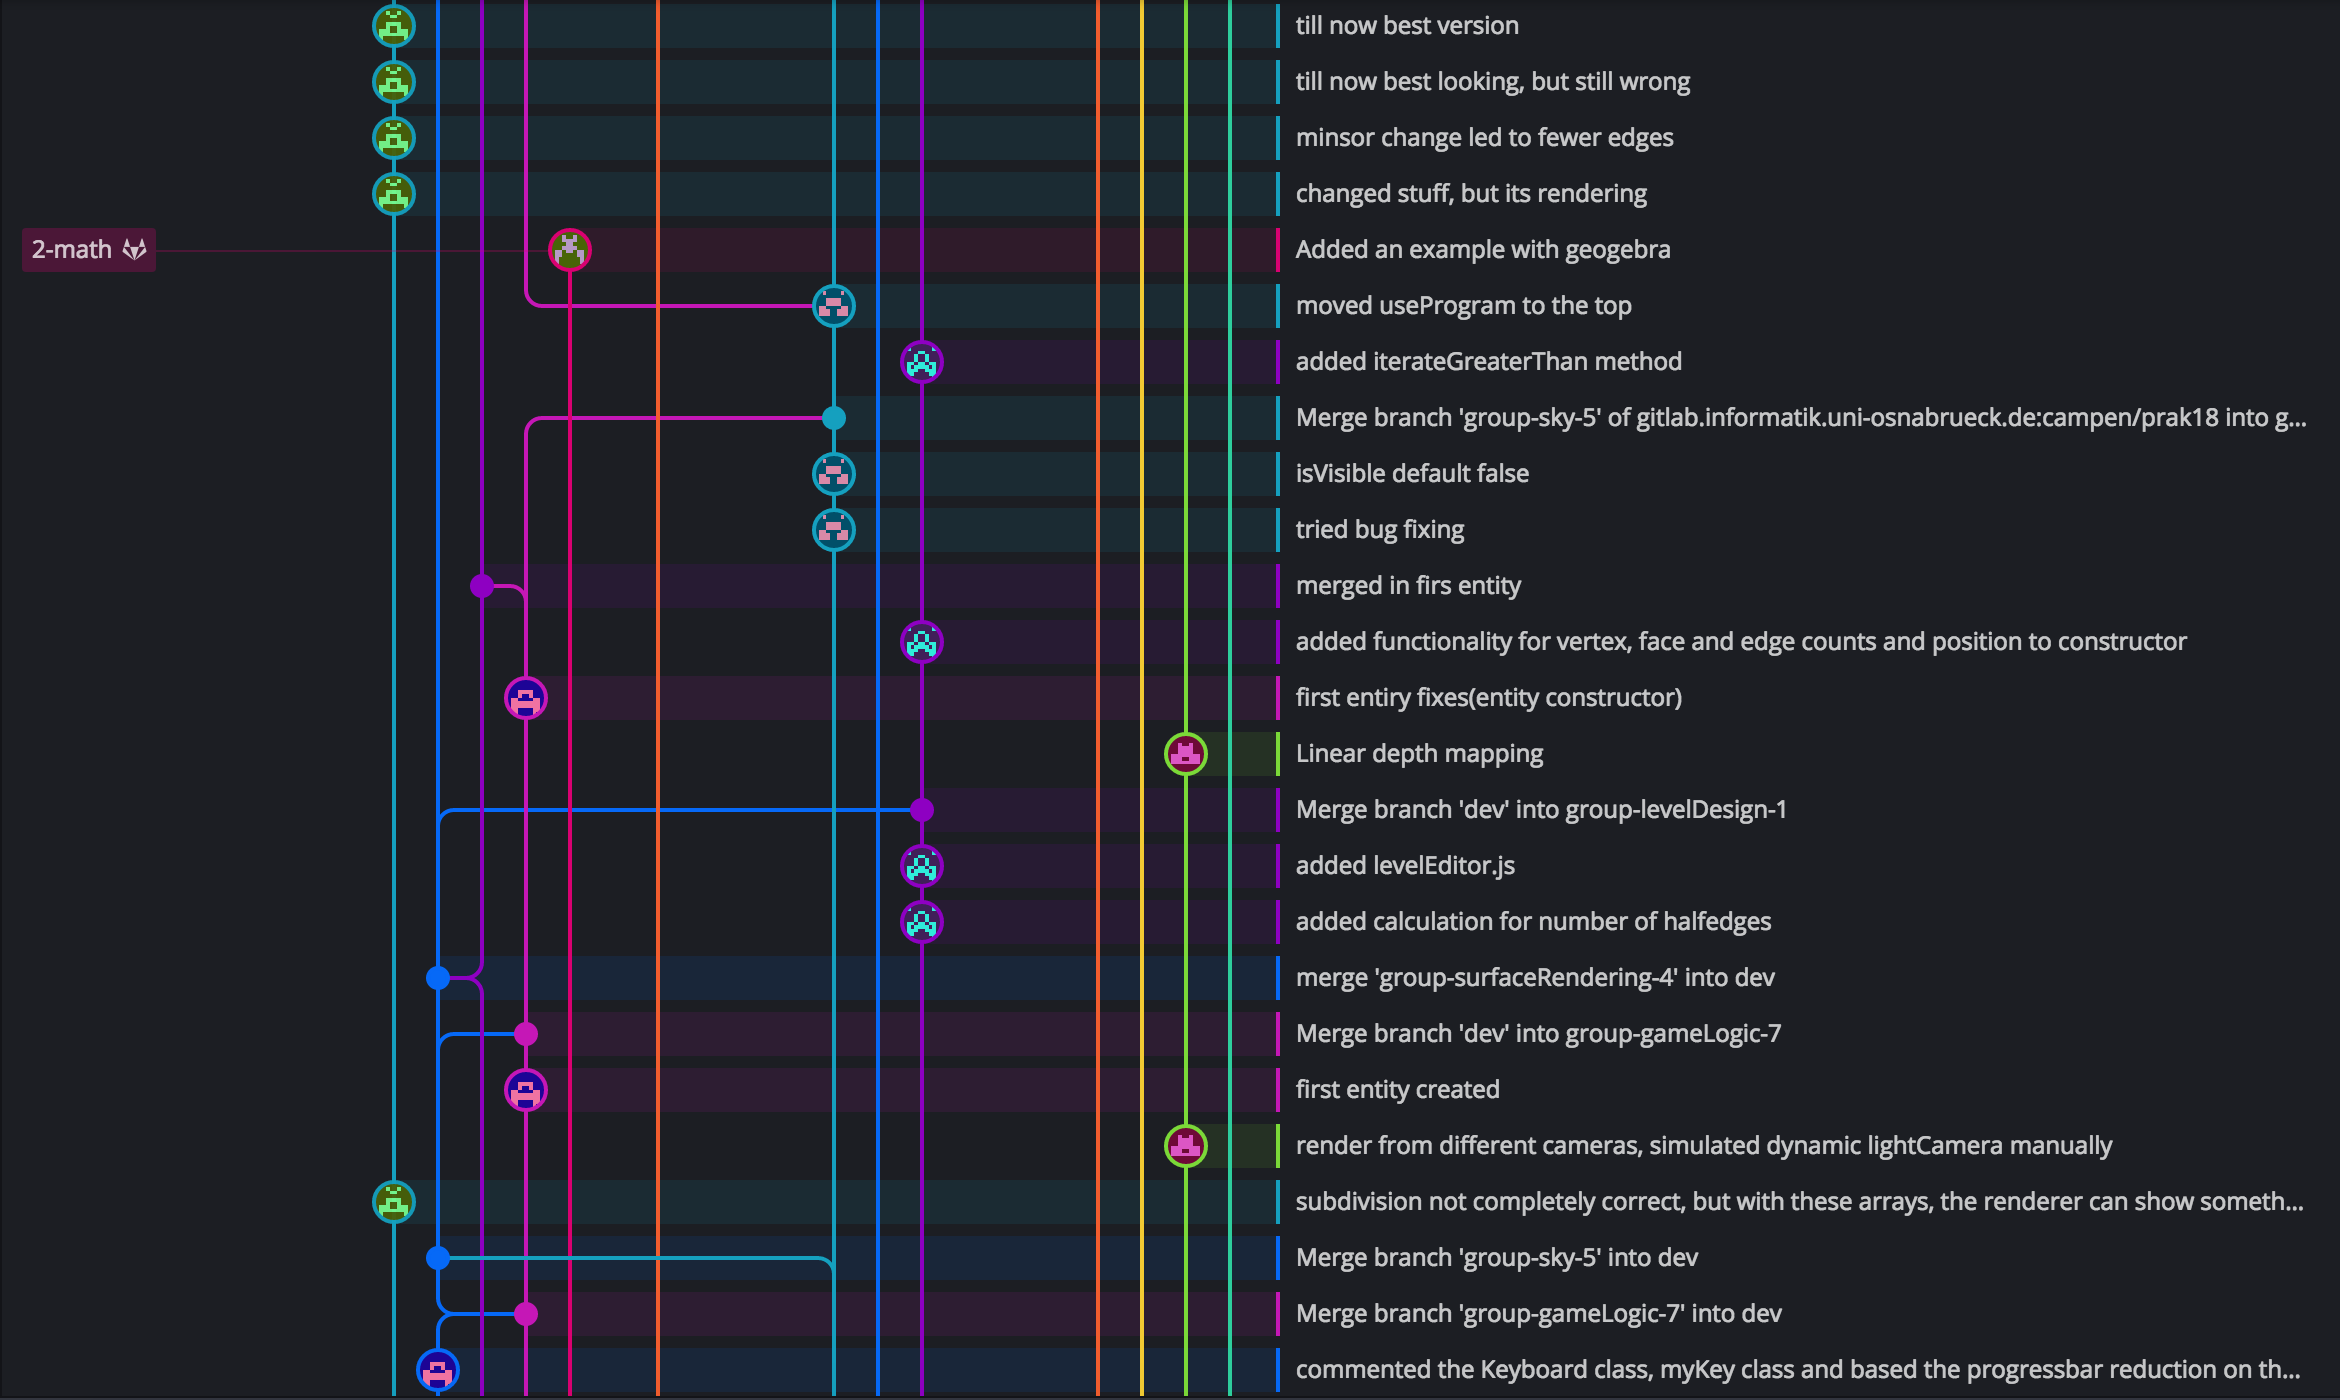 till now best version
till now best looking, but still wrong
minsor change led to fewer edges
changed stuff, but its rendering
2-math
Added an example with geogebra
moved useProgram to the top
added iterateGreaterThan method
Merge branch 'group-sky-5' of gitlab.informatik.uni-osnabrueck.de:campen/prak18 into g...
isVisible default false
tried bug fixing
merged in firs entity
added functionality for vertex, face and edge counts and position to constructor
first entiry fixes(entity constructor)
Linear depth mapping
Merge branch 'dev' into group-levelDesign-1
added levelEditor.js
added calculation for number of halfedges
merge 'group-surfaceRendering-4' into dev
Merge branch 'dev' into group-gameLogic-7
first entity created
render from different cameras, simulated dynamic lightCamera manually
subdivision not completely correct, but with these arrays, the renderer can show someth...
Merge branch 'group-sky-5' into dev
Merge branch 'group-gameLogic-7' into dev
commented the Keyboard class, myKey class and based the progressbar reduction on th...